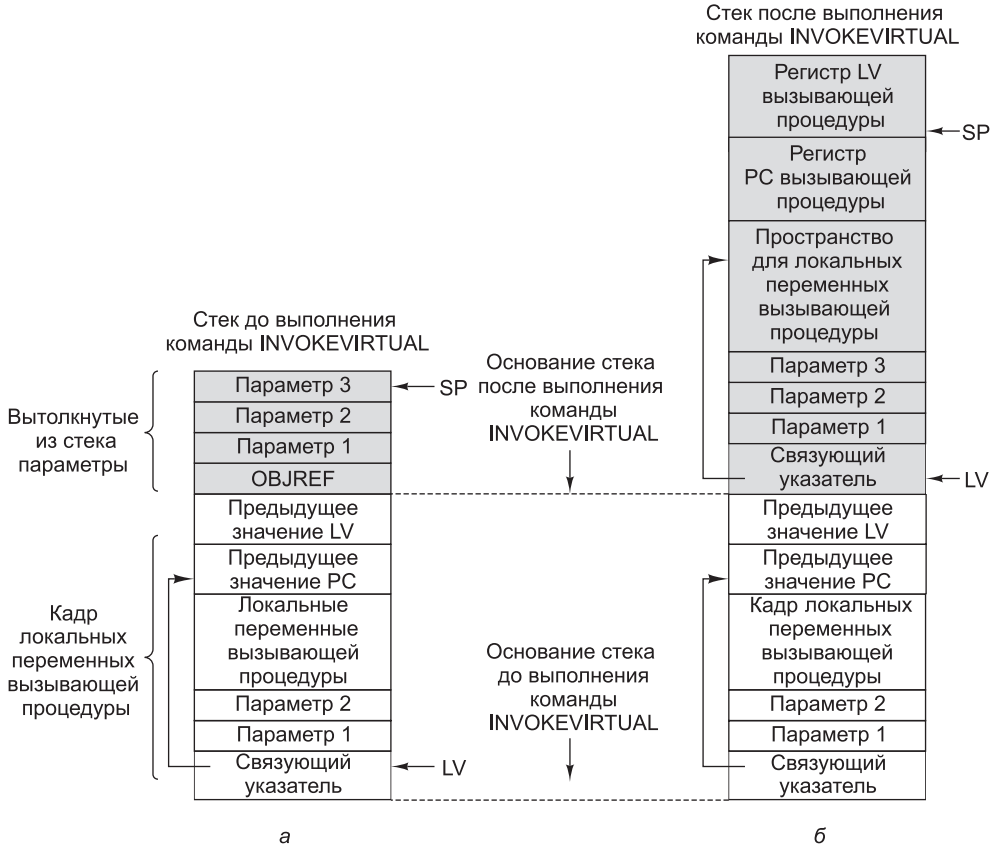 Стек после выполнения
команды INVOKEVIRTUAL
Регистр LV
вызывающей
процедуры
SP
Регистр
PC вызывающей
процедуры
Пространство
для локальных
переменных
вызывающей
процедуры
Параметр 3
Параметр 2
Параметр 1
Связующий
указатель
LV
Предыдущее
значение LV
Предыдущее
значение PC
Кадр локальных
переменных
вызывающей
процедуры
Параметр 2
Параметр 1
Связующий
указатель
б
Стек до выполнения
команды INVOKEVIRTUAL
Вытолкнутые
из стека
параметры
Параметр 3
SP
Параметр 2
Параметр 1
OBJREF
Предыдущее
значение LV
Предыдущее
значение PC
Локальные
переменные
вызывающей
процедуры
Параметр 2
Параметр 1
Связующий
указатель
LV
Кадр
локальных
переменных
вызывающей
процедуры
а
Основание стека
после выполнения
команды
INVOKEVIRTUAL
Основание стека
до выполнения
команды
INVOKEVIRTUAL